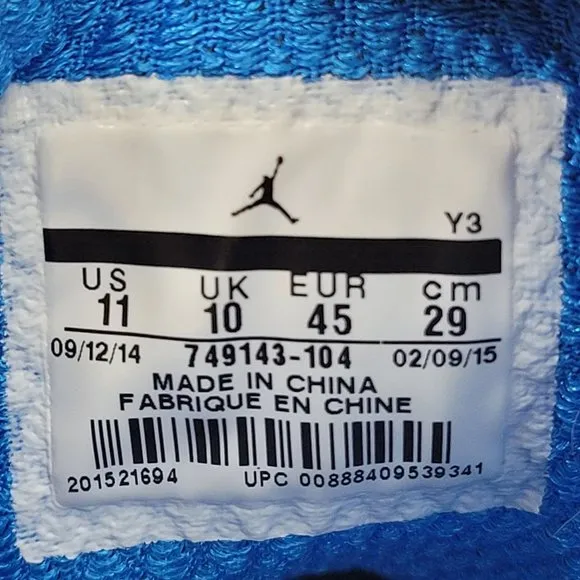 Y3
US UK EUR cm
11 10 45 29
09/12/14 749143-104 02/09/15
MADE IN CHINA
FABRIQUE EN CHINE
201521694 UPC 00888409539341